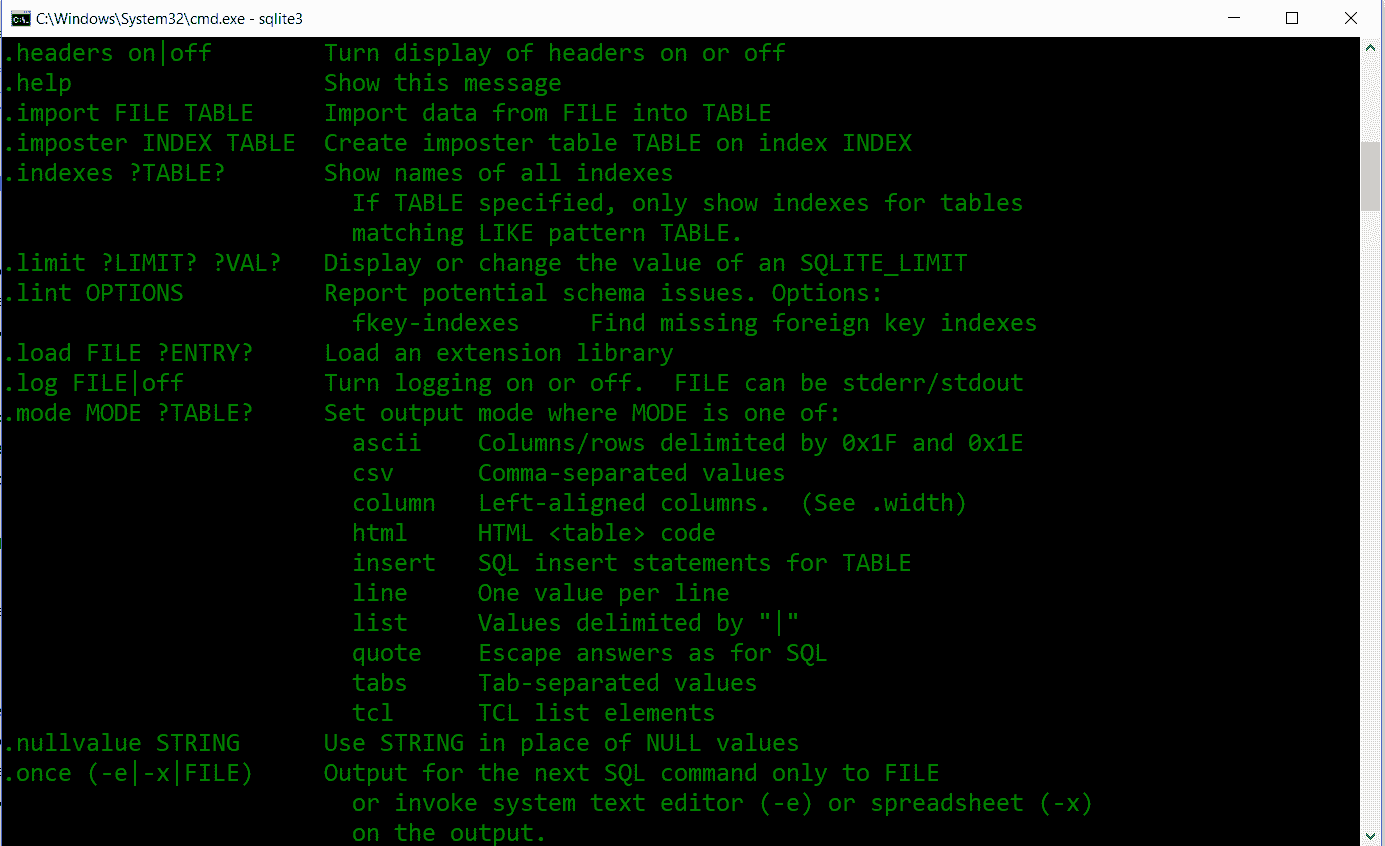 C:\Windows\System32\cmd.exe - sqlite3
.headers on|off        Turn display of headers on or off
.help                  Show this message
.import FILE TABLE     Import data from FILE into TABLE
.imposter INDEX TABLE  Create imposter table TABLE on index INDEX
.indexes ?TABLE?       Show names of all indexes
                         If TABLE specified, only show indexes for tables
                         matching LIKE pattern TABLE.
.limit ?LIMIT? ?VAL?   Display or change the value of an SQLITE_LIMIT
.lint OPTIONS          Report potential schema issues. Options:
                         fkey-indexes     Find missing foreign key indexes
.load FILE ?ENTRY?     Load an extension library
.log FILE|off          Turn logging on or off.  FILE can be stderr/stdout
.mode MODE ?TABLE?     Set output mode where MODE is one of:
                         ascii    Columns/rows delimited by 0x1F and 0x1E
                         csv      Comma-separated values
                         column   Left-aligned columns.  (See .width)
                         html     HTML <table> code
                         insert   SQL insert statements for TABLE
                         line     One value per line
                         list     Values delimited by "|"
                         quote    Escape answers as for SQL
                         tabs     Tab-separated values
                         tcl      TCL list elements
.nullvalue STRING      Use STRING in place of NULL values
.once (-e|-x|FILE)     Output for the next SQL command only to FILE
                         or invoke system text editor (-e) or spreadsheet (-x)
                         on the output.